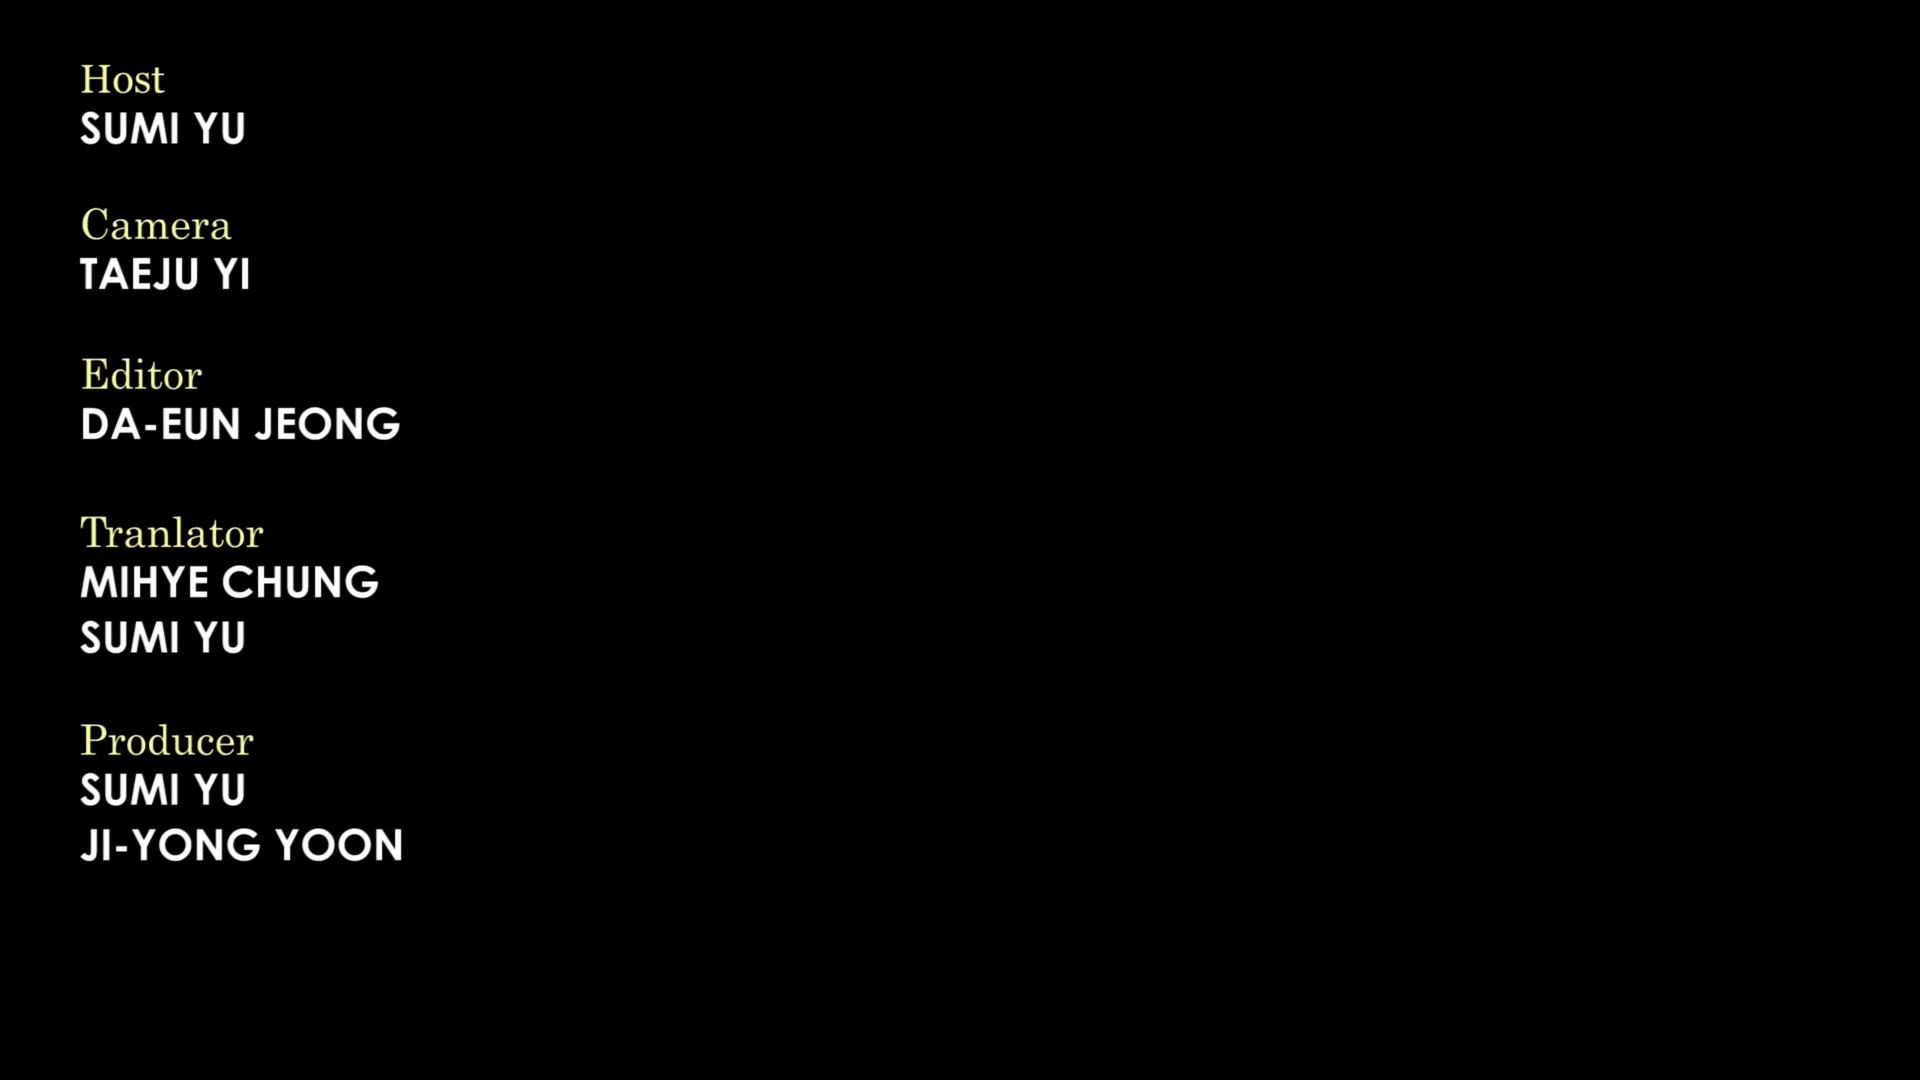 Host
SUMI YU
Camera
TAEJU YI
Editor
DA-EUN JEONG
Tranlator
MIHYE CHUNG
SUMI YU
Producer
SUMI YU
JI-YONG YOON